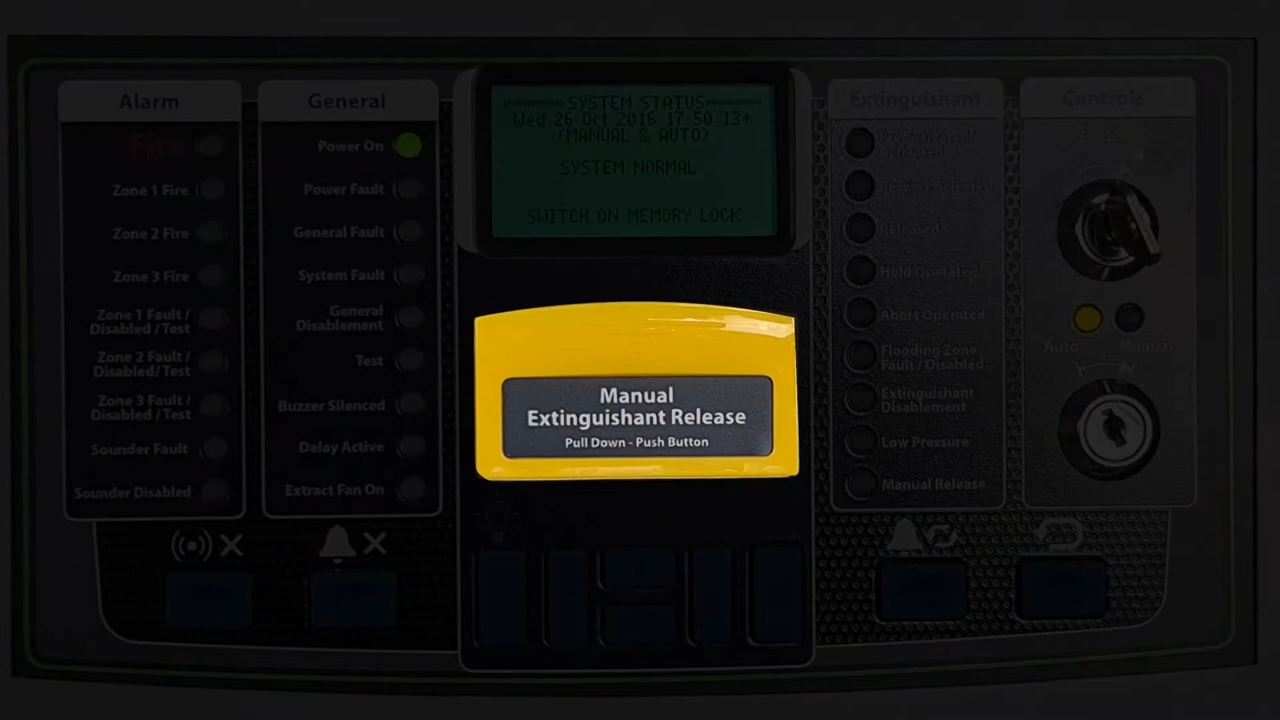 Alarm
Fire
Zone 1 Fire
Zone 2 Fire
Zone 3 Fire
Zone 1 Fault /
Disabled / Test
Zone 2 Fault /
Disabled/ Test
Zone 3 Fault /
Disabled / Test
Sounder Fault
Sounder Disabled
General
Power On
Power Fault
General Fault
System Fault
General
Disablement
Test
Buzzer Silenced
Delay Active
Extract Fan On
SYSTEM STATUS
Wed 26 Oct 2016 17 50:13*
(MANUAL & AUTO)
SYSTEM NORMAL
SWITCH ON MEMORY LOCK
Manual
Extinguishant Release
Pull Down - Push Button
Extinguishant
Released
Hold Operated
Abort Operated
Flooding Zone
Fault / Disabled
Extinguishant
Disablement
Low Pressure
Manual Release
Controls
Auto
Manual